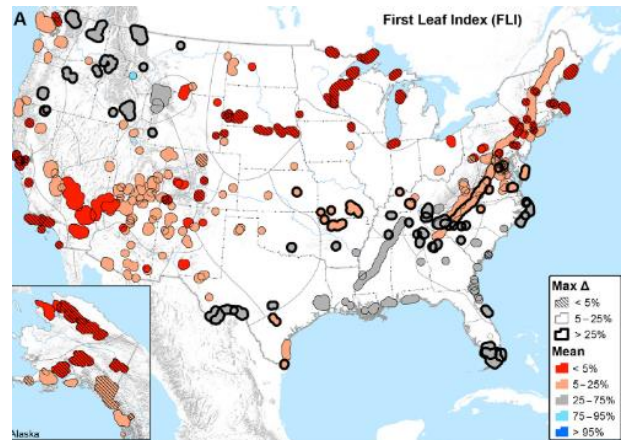 A
First Leaf Index (FLI)
Max Δ
< 5%
5-25%
> 25%
Mean
< 5%
5-25%
25-75%
75-95%
> 95%
Alaska